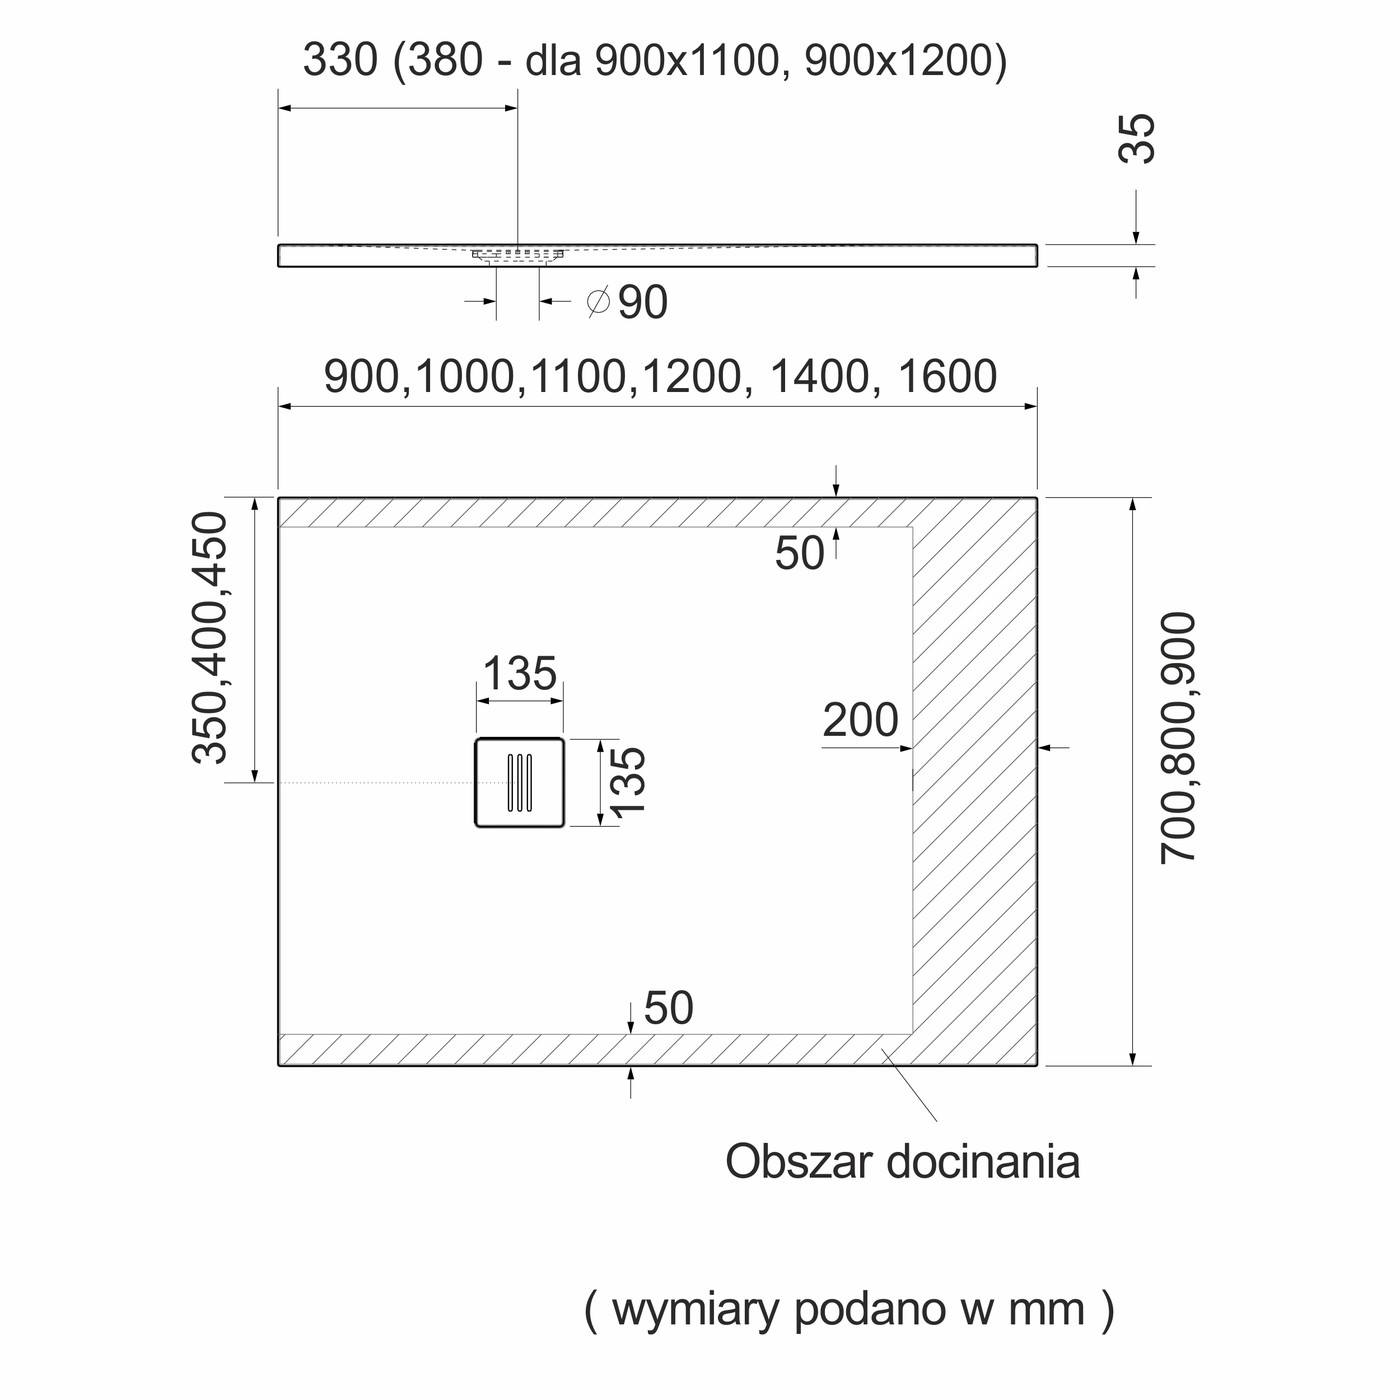 330 (380 - dla 900x1100, 900x1200)
35
⌀90
900,1000,1100,1200, 1400, 1600
350,400,450
50
135
135
200
700,800,900
50
Obszar docinania
( wymiary podano w mm )